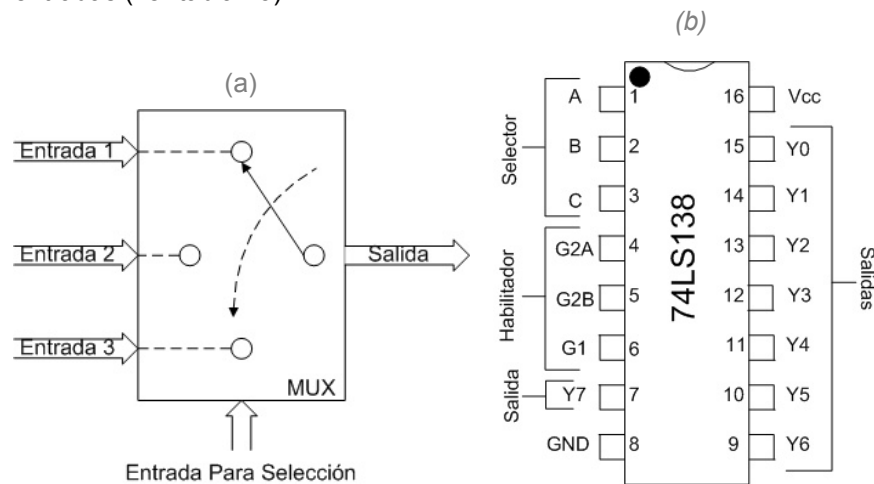 (b)
(a)
Entrada 1
Entrada 2
Entrada 3
Salida
MUX
Entrada Para Selección
Selector
Habilitador
Salida
A 1 16 Vcc
B 2 15 Y0
C 3 14 Y1
G2A 4 13 Y2
G2B 5 12 Y3
G1 6 11 Y4
Y7 7 10 Y5
GND 8 9 Y6
74LS138
Salidas